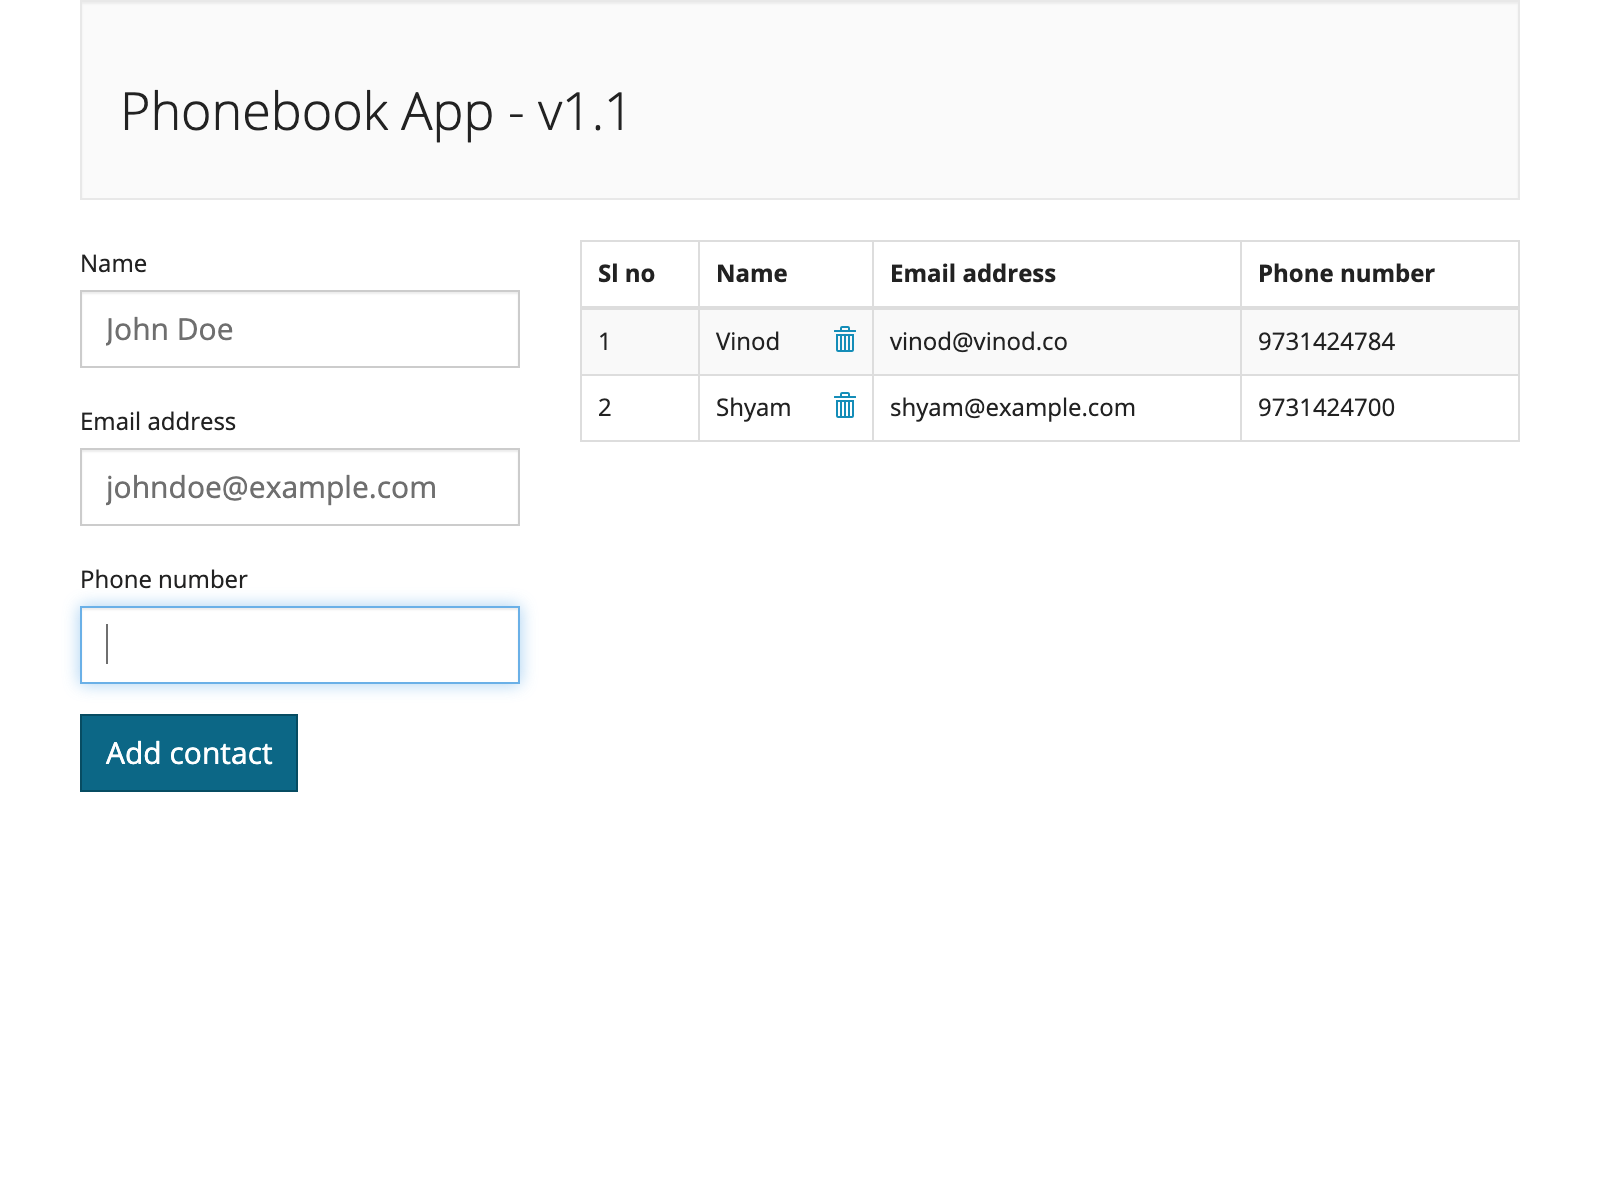 Phonebook App - v1.1
Name
John Doe
Email address
johndoe@example.com
Phone number
Add contact
Sl no Name Email address Phone number
1 Vinod vinod@vinod.co 9731424784
2 Shyam shyam@example.com 9731424700